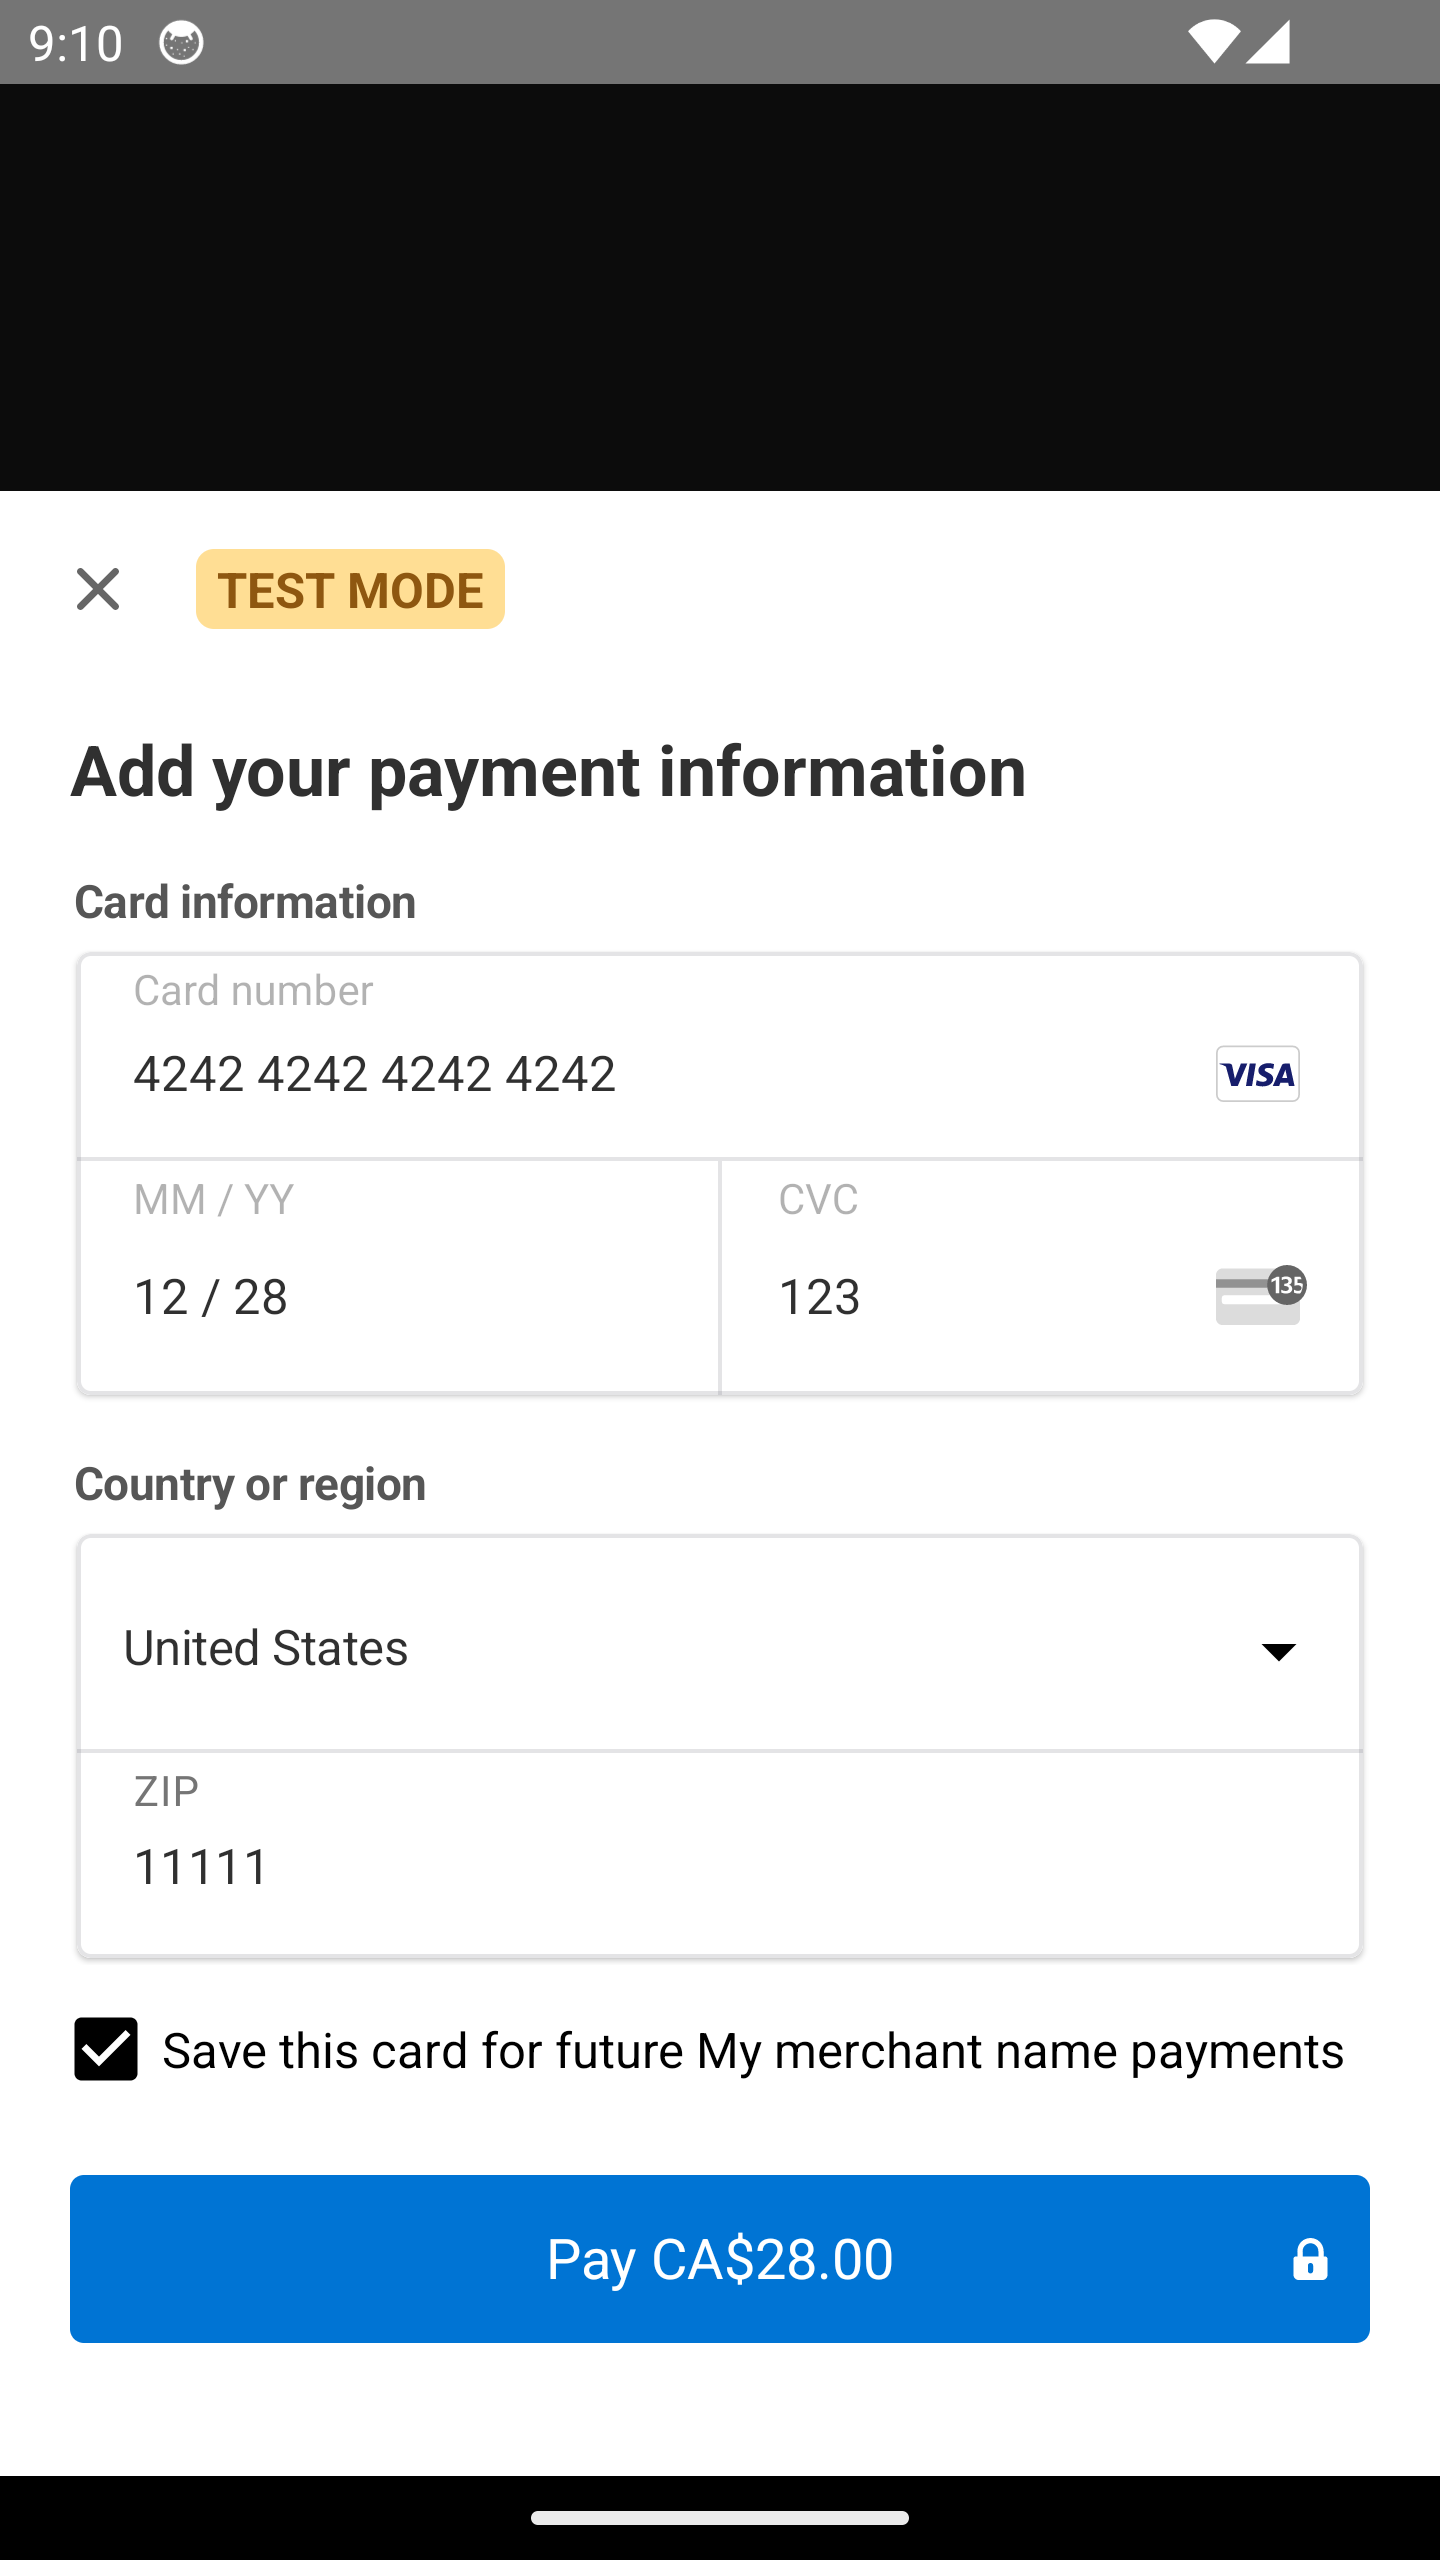 9:10
TEST MODE
Add your payment information
Card information
Card number
4242 4242 4242 4242
VISA
MM / YY
CVC
12 / 28
123
135
Country or region
United States
ZIP
11111
Save this card for future My merchant name payments
Pay CA$28.00